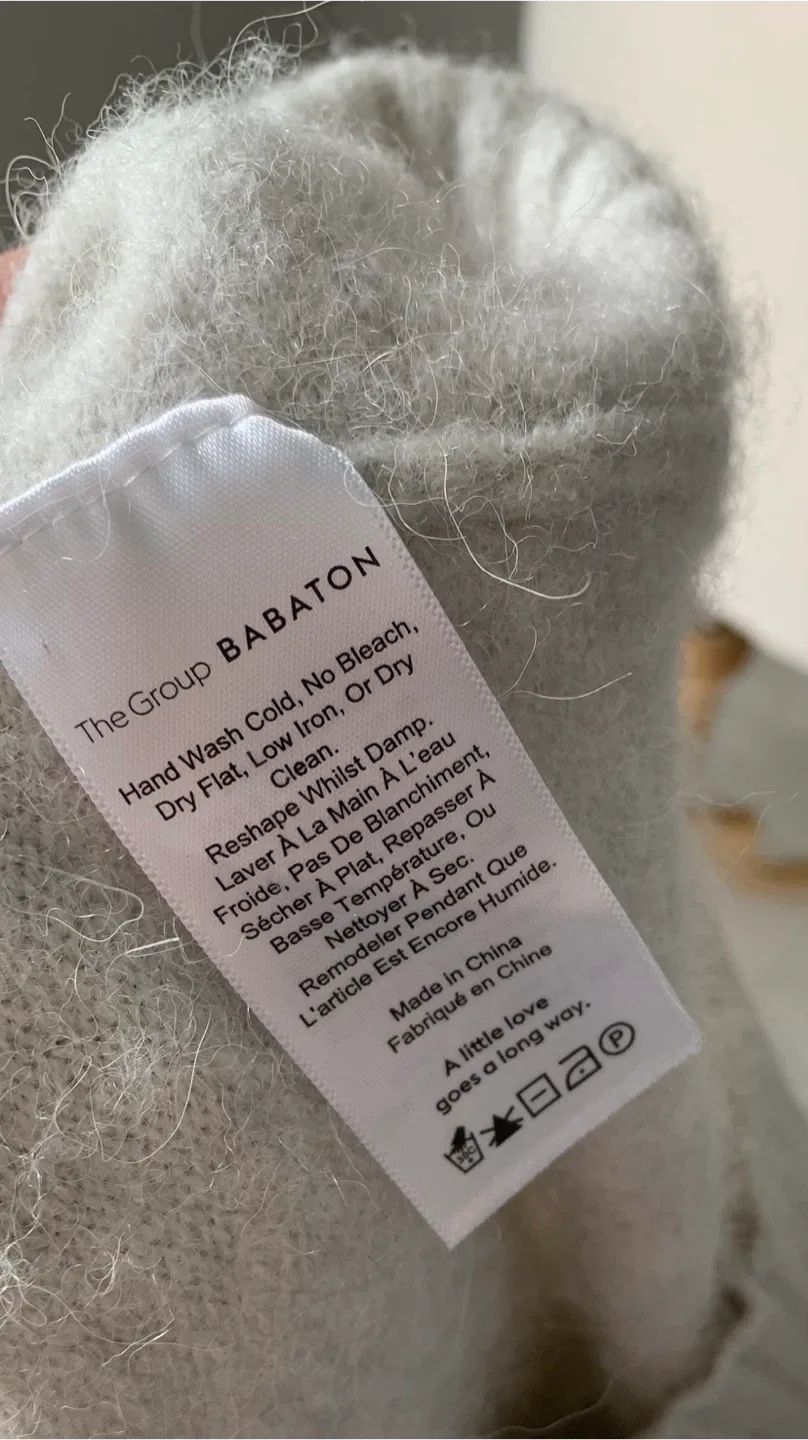 The Group BABATON
Hand Wash Cold, No Bleach,
Dry Flat, Low Iron, Or Dry
Clean.
Reshape Whilst Damp.
Laver À La Main À L'eau
Froide, Pas De Blanchiment,
Sécher À Plat, Repasser À
Basse Température, Ou
Nettoyer À Sec.
Remodeler Pendant Que
L'article Est Encore Humide.
Made in China
Fabriqué en Chine
A little love
goes a long way.
30C P